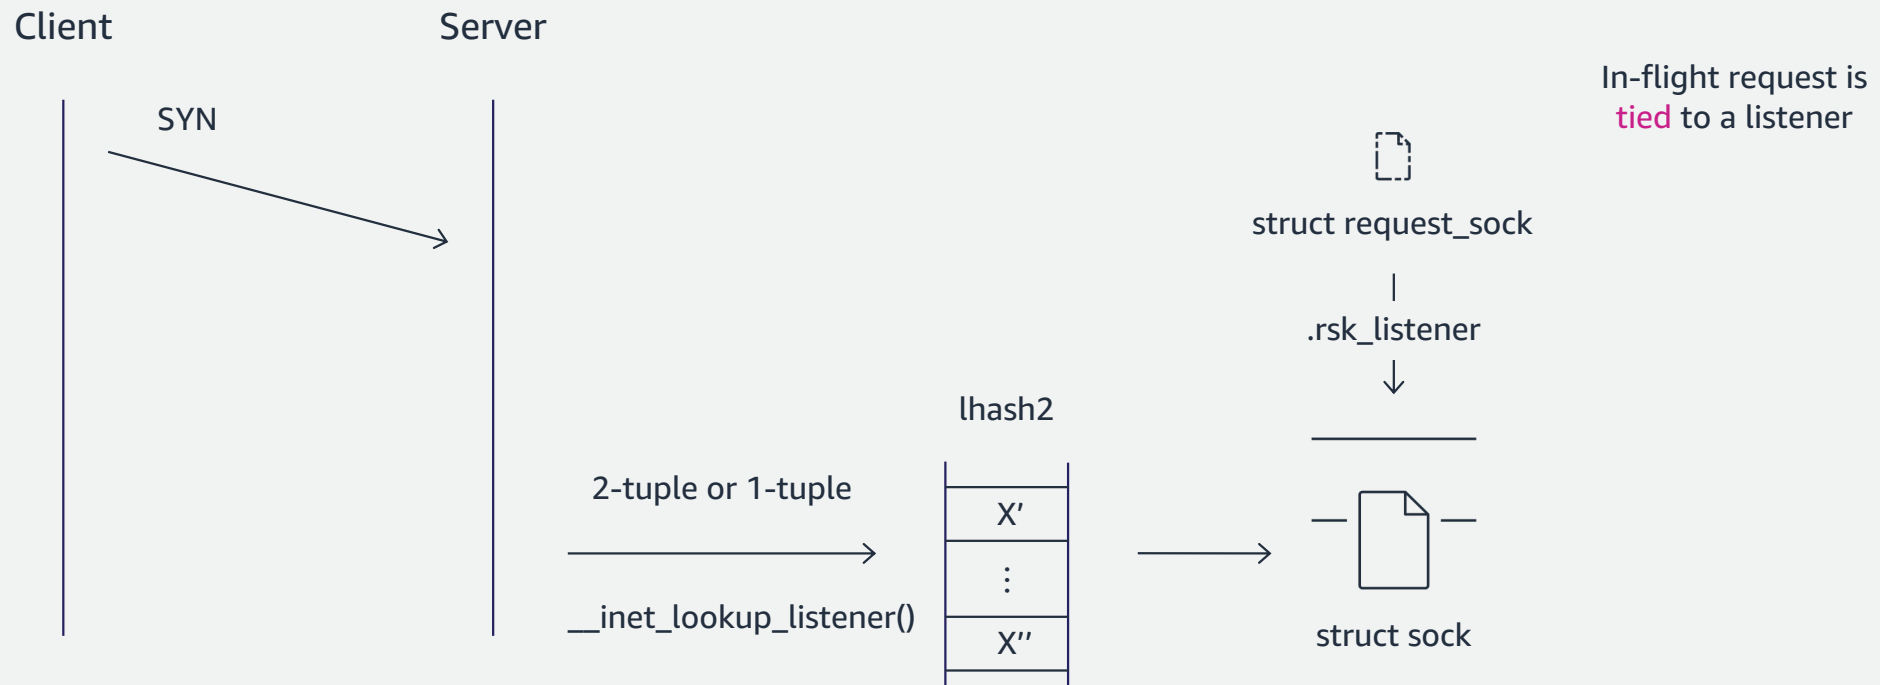 Client
Server
In-flight request is
tied to a listener
SYN
struct request_sock
.rsk_listener
lhash2
2-tuple or 1-tuple
X′
⋮
__inet_lookup_listener()
X′′
struct sock